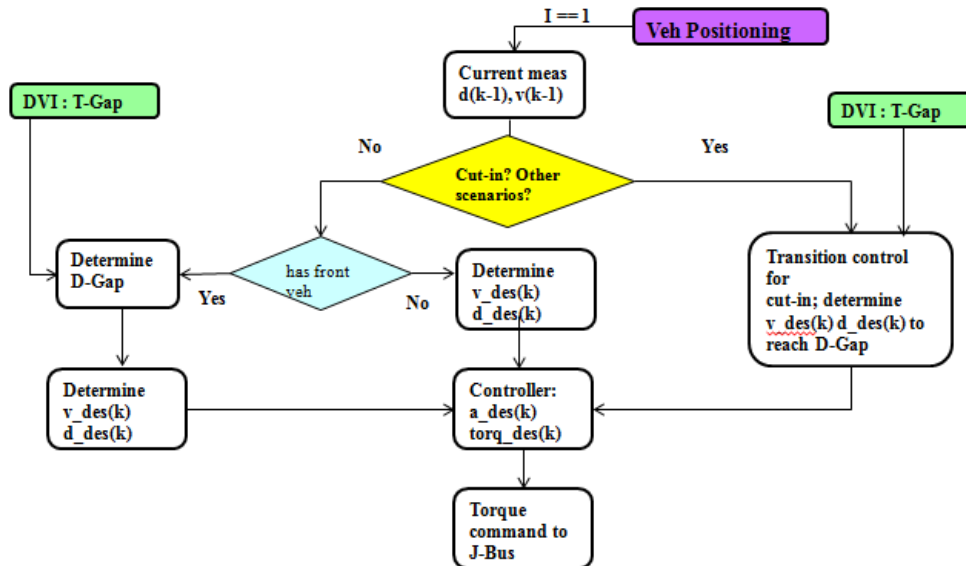 I == 1
Veh Positioning
Current meas
d(k-1), v(k-1)
DVI : T-Gap
DVI : T-Gap
No
Yes
Cut-in? Other
scenarios?
Determine
D-Gap
has front
veh
Yes
No
Determine
v_des(k)
d_des(k)
Transition control
for
cut-in; determine
v_des(k) d_des(k) to
reach D-Gap
Determine
v_des(k)
d_des(k)
Controller:
a_des(k)
torq_des(k)
Torque
command to
J-Bus